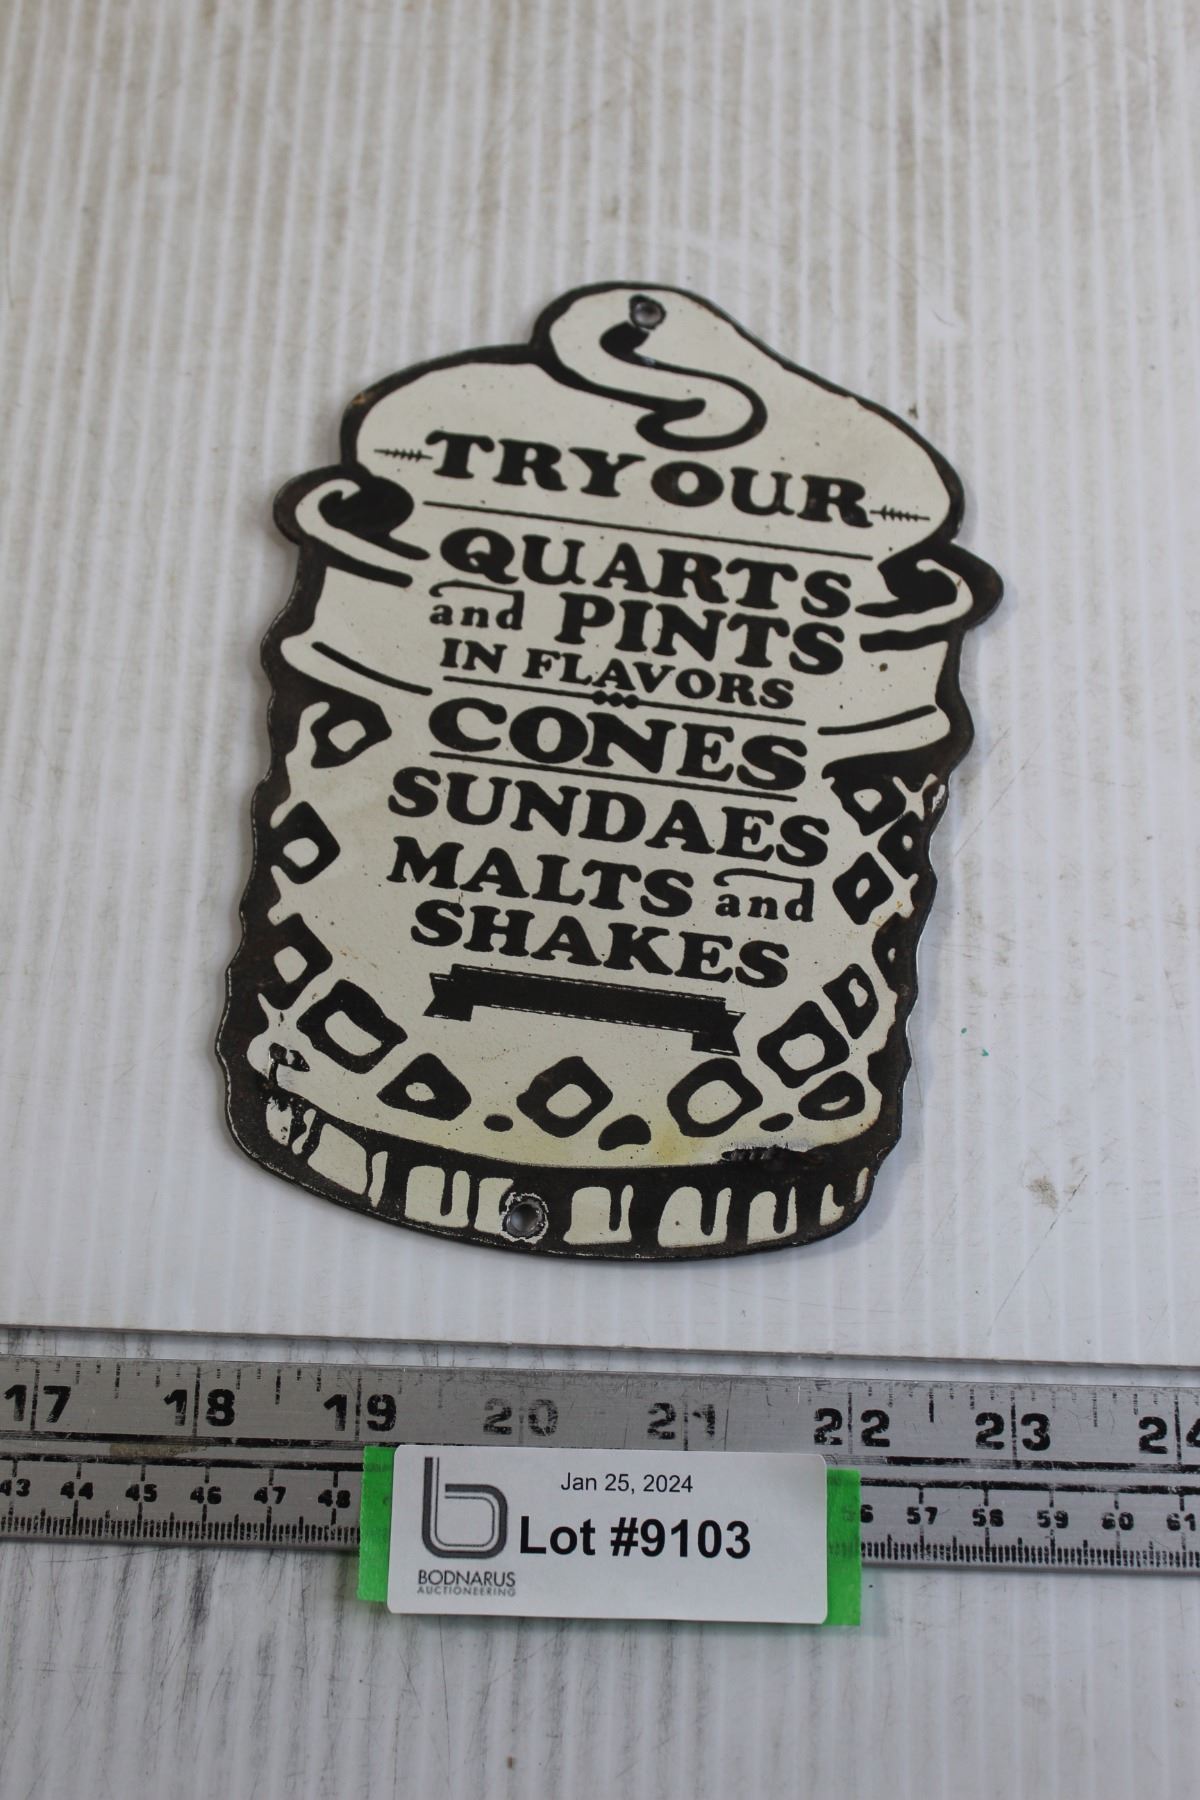 TRY OUR
QUARTS
and PINTS
IN FLAVORS
CONES
SUNDAES
MALTS and
SHAKES
17 18 19 20 21 22 23 24
43 44 45 46 47 48 56 57 58 59 60 61
Jan 25, 2024
Lot #9103
BODNARUS
AUCTIONEERING